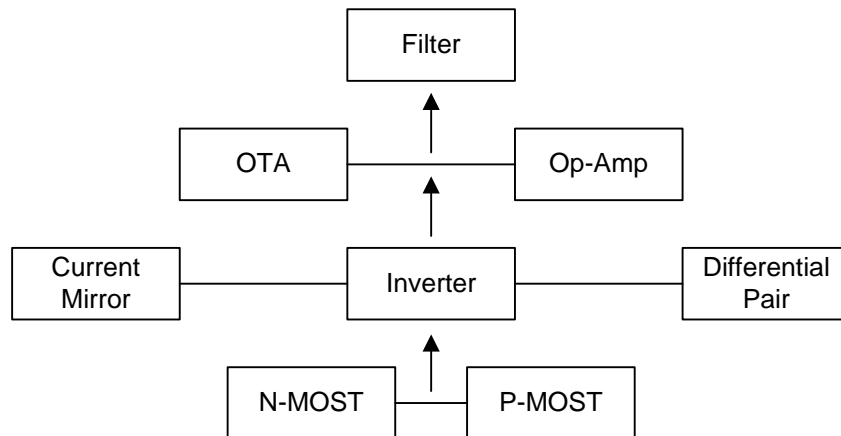 Filter
OTA
Op-Amp
Current
Mirror
Inverter
Differential
Pair
N-MOST
P-MOST